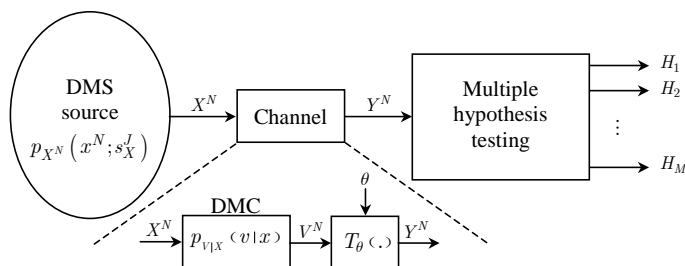 DMS
source
p_{X^N}(x^N; s_X^J)
X^N
Channel
Y^N
Multiple
hypothesis
testing
H_1
H_2
⋮
H_M
θ
X^N
DMC
p_{V|X}(v|x)
V^N
T_θ(.)
Y^N